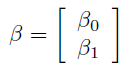 β = [ β₀
β₁ ]